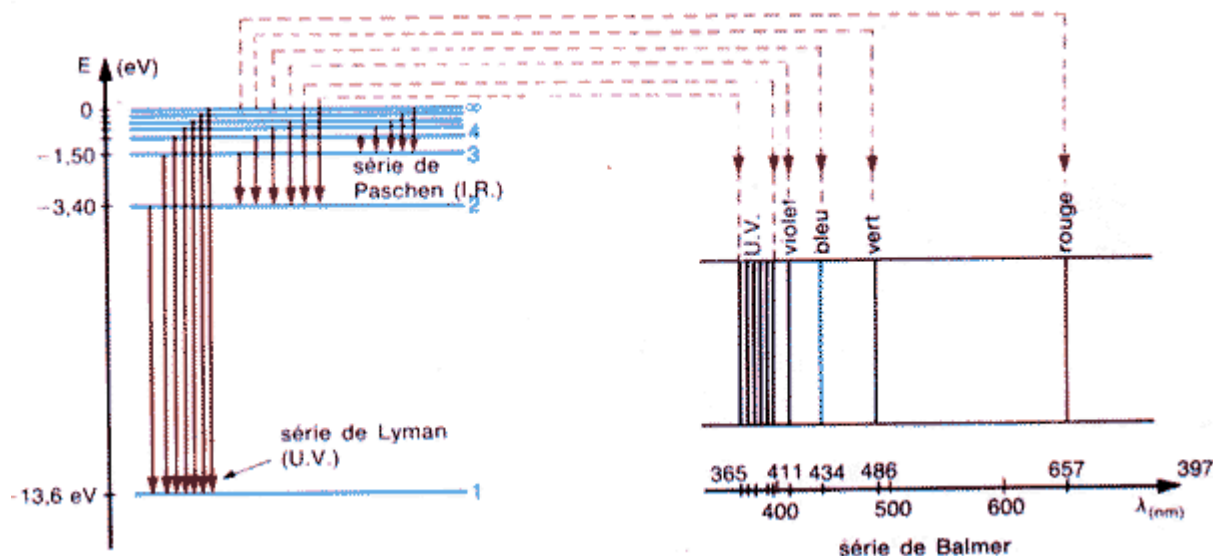 E (eV)
0
-1,50
-3,40
-13,6 eV
∞
4
3
2
1
série de
Paschen (I.R.)
série de Lyman
(U.V.)
U.V.
violet
bleu
vert
rouge
365 411 434 486 657 397
400 500 600 λ(nm)
série de Balmer